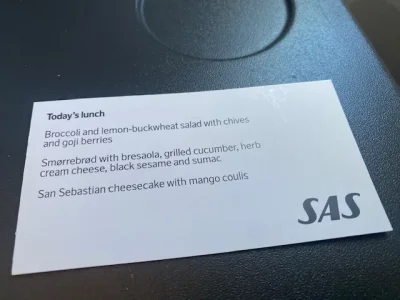 Today's lunch
Broccoli and lemon-buckwheat salad with chives
and goji berries
Smørrebrød with bresaola, grilled cucumber, herb
cream cheese, black sesame and sumac
San Sebastian cheesecake with mango coulis
SAS